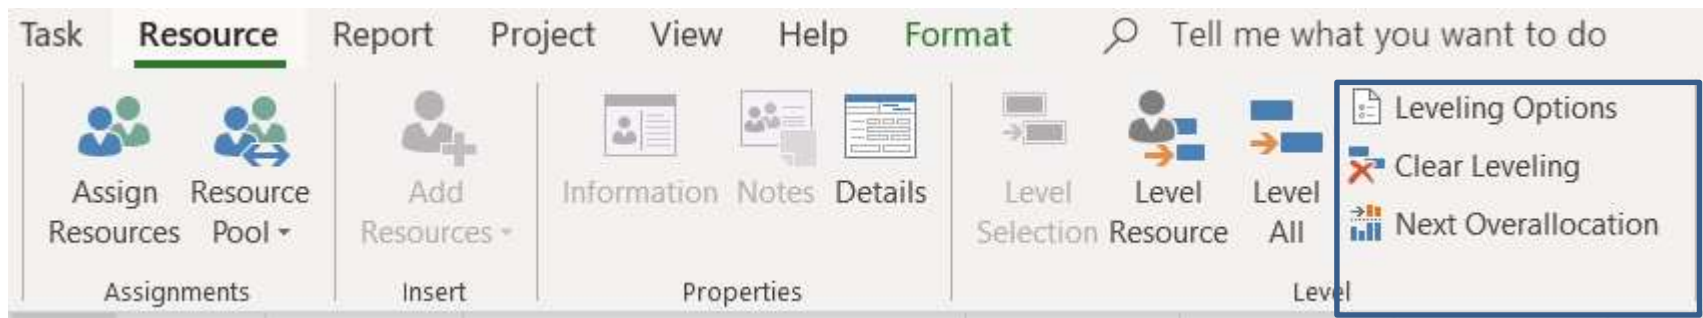 Task Resource Report Project View Help Format Tell me what you want to do
Assign Resources
Resource Pool
Add Resources
Information
Notes
Details
Level Selection
Level Resource
Level All
Leveling Options
Clear Leveling
Next Overallocation
Assignments Insert Properties Level